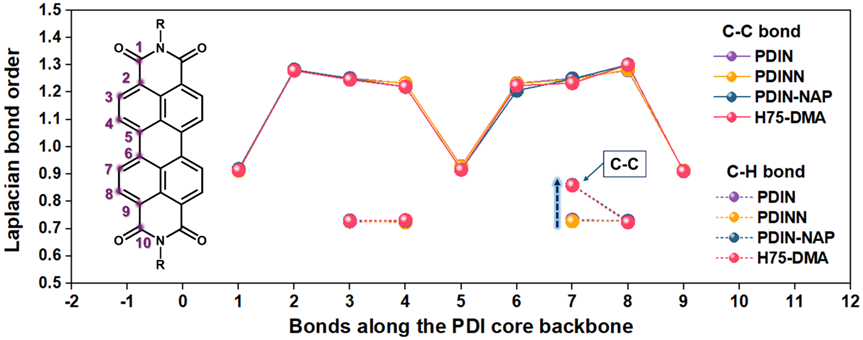 Laplacian bond order
1.5
1.4
1.3
1.2
1.1
1.0
0.9
0.8
0.7
0.6
0.5
R
O N O
1
2
3
4
5
6
7
8
9
10
O N O
R
C-C bond
PDIN
PDINN
PDIN-NAP
H75-DMA
C-C
C-H bond
PDIN
PDINN
PDIN-NAP
H75-DMA
-2 -1 0 1 2 3 4 5 6 7 8 9 10 11 12
Bonds along the PDI core backbone